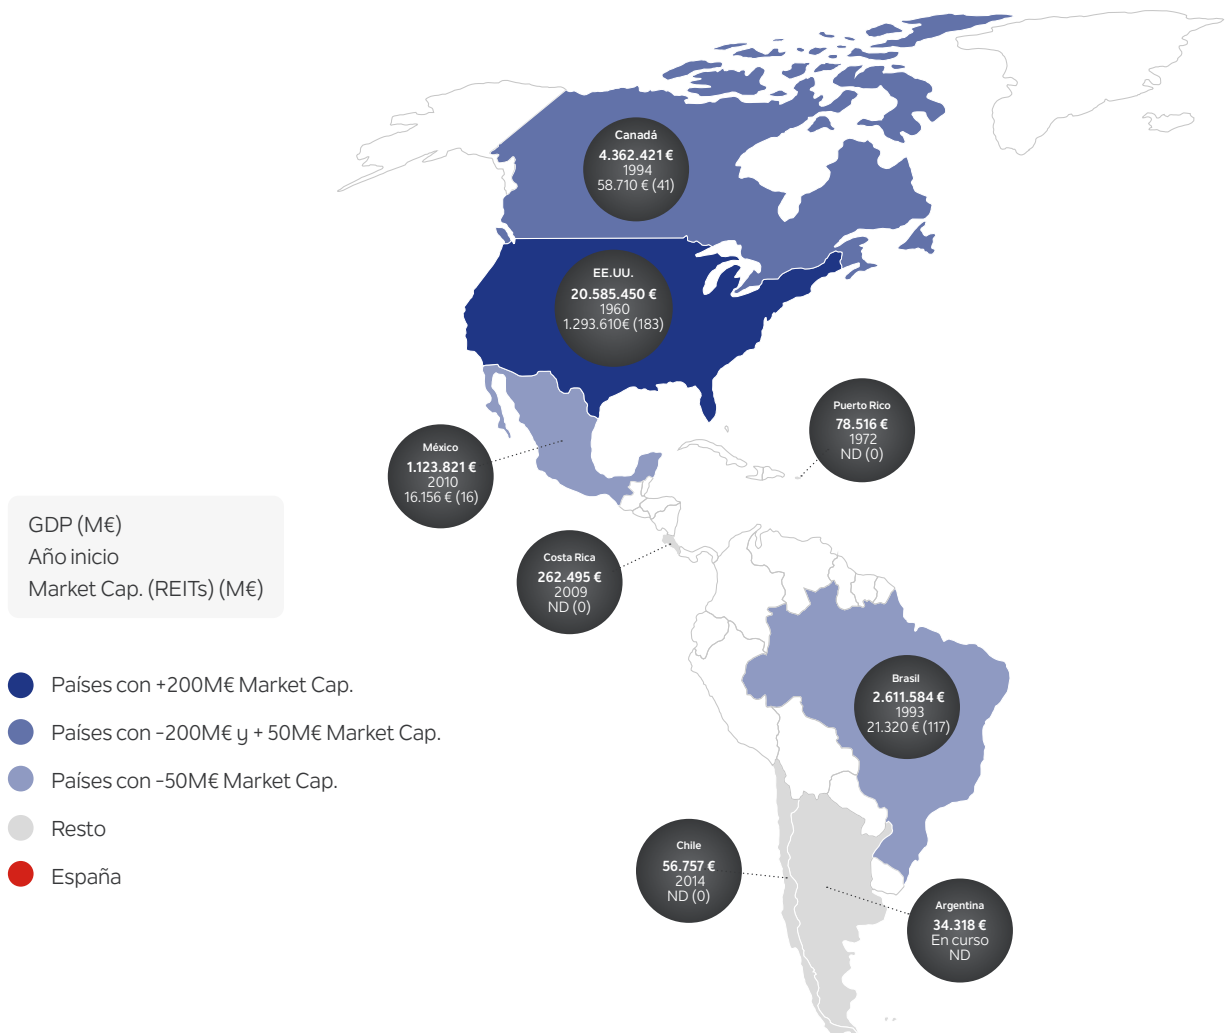 Canadá
4.362.421 €
1994
58.710 € (41)
EE.UU.
20.585.450 €
1960
1.293.610€ (183)
Puerto Rico
78.516 €
1972
ND (0)
México
1.123.821 €
2010
16.156 € (16)
GDP (M€)
Año inicio
Market Cap. (REITs) (M€)
Costa Rica
262.495 €
2009
ND (0)
Países con +200M€ Market Cap.
Países con -200M€ y + 50M€ Market Cap.
Países con -50M€ Market Cap.
Resto
España
Brasil
2.611.584 €
1993
21.320 € (117)
Chile
56.757 €
2014
ND (0)
Argentina
34.318 €
En curso
ND